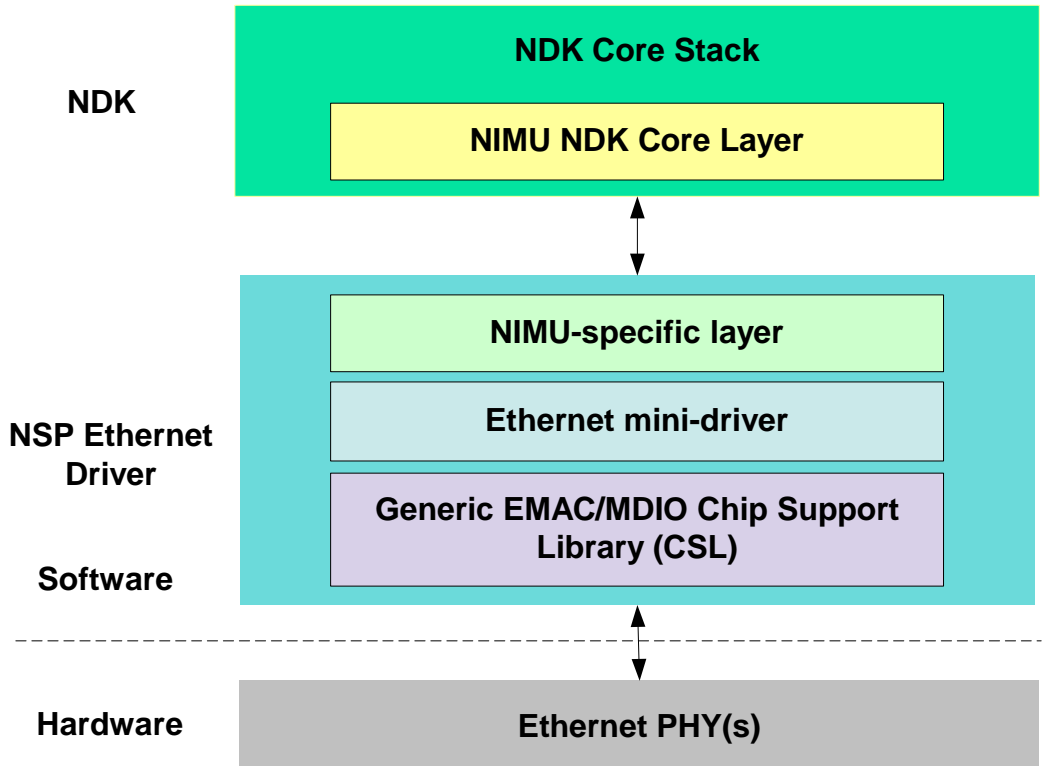 NDK Core Stack
NDK
NIMU NDK Core Layer
NIMU-specific layer
Ethernet mini-driver
NSP Ethernet
Driver
Generic EMAC/MDIO Chip Support
Library (CSL)
Software
Hardware
Ethernet PHY(s)